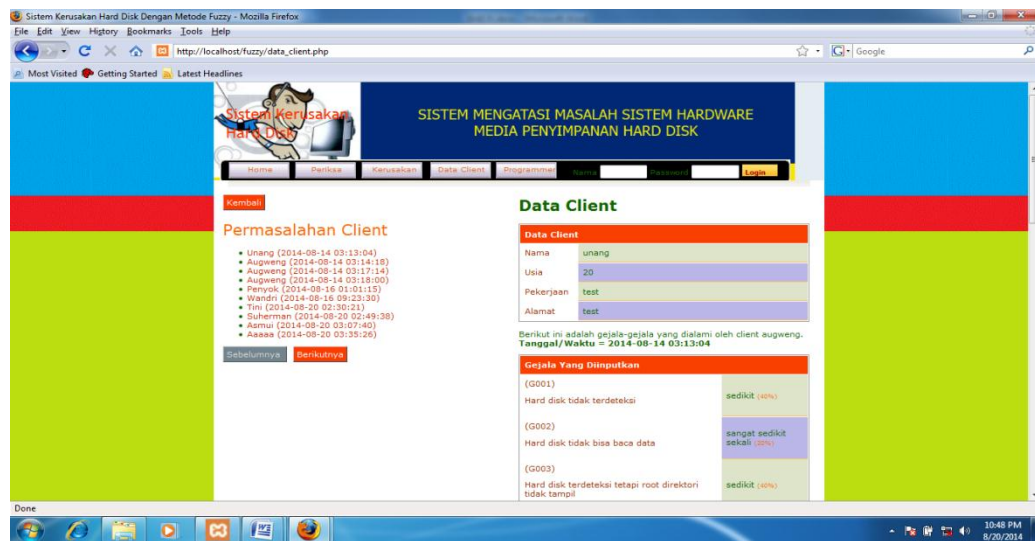 Sistem Kerusakan Hard Disk Dengan Metode Fuzzy - Mozilla Firefox
File Edit View History Bookmarks Tools Help
http://localhost/fuzzy/data_client.php
Google
Most Visited Getting Started Latest Headlines
Sistem Kerusakan
Hard Disk
SISTEM MENGATASI MASALAH SISTEM HARDWARE
MEDIA PENYIMPANAN HARD DISK
Home Periksa Kerusakan Data Client Programmer Nama Password Login
Kembali
Permasalahan Client
Unang (2014-08-14 03:13:04)
Augweng (2014-08-14 03:14:18)
Augweng (2014-08-14 03:17:14)
Augweng (2014-08-14 03:18:00)
Penyok (2014-08-16 01:01:15)
Wandri (2014-08-16 09:23:30)
Tini (2014-08-20 02:30:21)
Suherman (2014-08-20 02:49:38)
Asmui (2014-08-20 03:07:40)
Aaaaa (2014-08-20 03:35:26)
Sebelumnya Berikutnya
Data Client
Data Client
Nama unang
Usia 20
Pekerjaan test
Alamat test
Berikut ini adalah gejala-gejala yang dialami oleh client augweng.
Tanggal/Waktu = 2014-08-14 03:13:04
Gejala Yang Diinputkan
(G001)
Hard disk tidak terdeteksi
sedikit (40%)
(G002)
Hard disk tidak bisa baca data
sangat sedikit
sekali
(G003)
Hard disk terdeteksi tetapi root direktori
tidak tampil
sedikit (40%)
Done
10:48 PM
8/20/2014